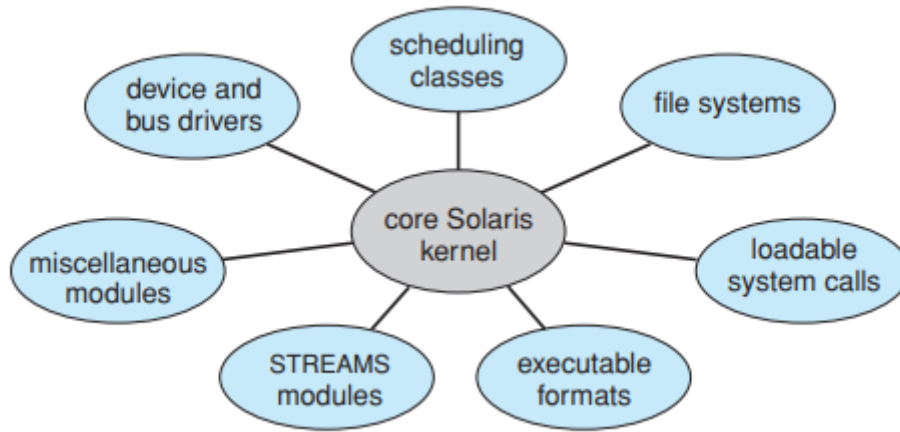 scheduling
classes
device and
bus drivers
file systems
core Solaris
kernel
miscellaneous
modules
loadable
system calls
STREAMS
modules
executable
formats